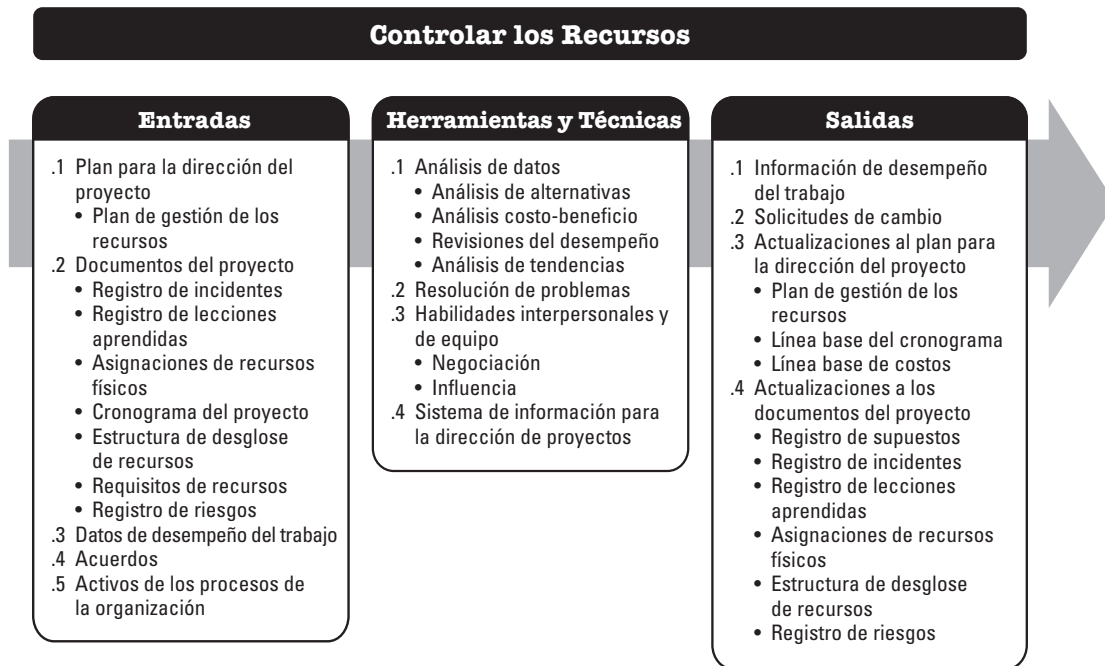 Controlar los Recursos
Entradas
.1 Plan para la dirección del
proyecto
• Plan de gestión de los
recursos
.2 Documentos del proyecto
• Registro de incidentes
• Registro de lecciones
aprendidas
• Asignaciones de recursos
físicos
• Cronograma del proyecto
• Estructura de desglose
de recursos
• Requisitos de recursos
• Registro de riesgos
.3 Datos de desempeño del trabajo
.4 Acuerdos
.5 Activos de los procesos de
la organización
Herramientas y Técnicas
.1 Análisis de datos
• Análisis de alternativas
• Análisis costo-beneficio
• Revisiones del desempeño
• Análisis de tendencias
.2 Resolución de problemas
.3 Habilidades interpersonales y
de equipo
• Negociación
• Influencia
.4 Sistema de información para
la dirección de proyectos
Salidas
.1 Información de desempeño
del trabajo
.2 Solicitudes de cambio
.3 Actualizaciones al plan para
la dirección del proyecto
• Plan de gestión de los
recursos
• Línea base del cronograma
• Línea base de costos
.4 Actualizaciones a los
documentos del proyecto
• Registro de supuestos
• Registro de incidentes
• Registro de lecciones
aprendidas
• Asignaciones de recursos
físicos
• Estructura de desglose
de recursos
• Registro de riesgos